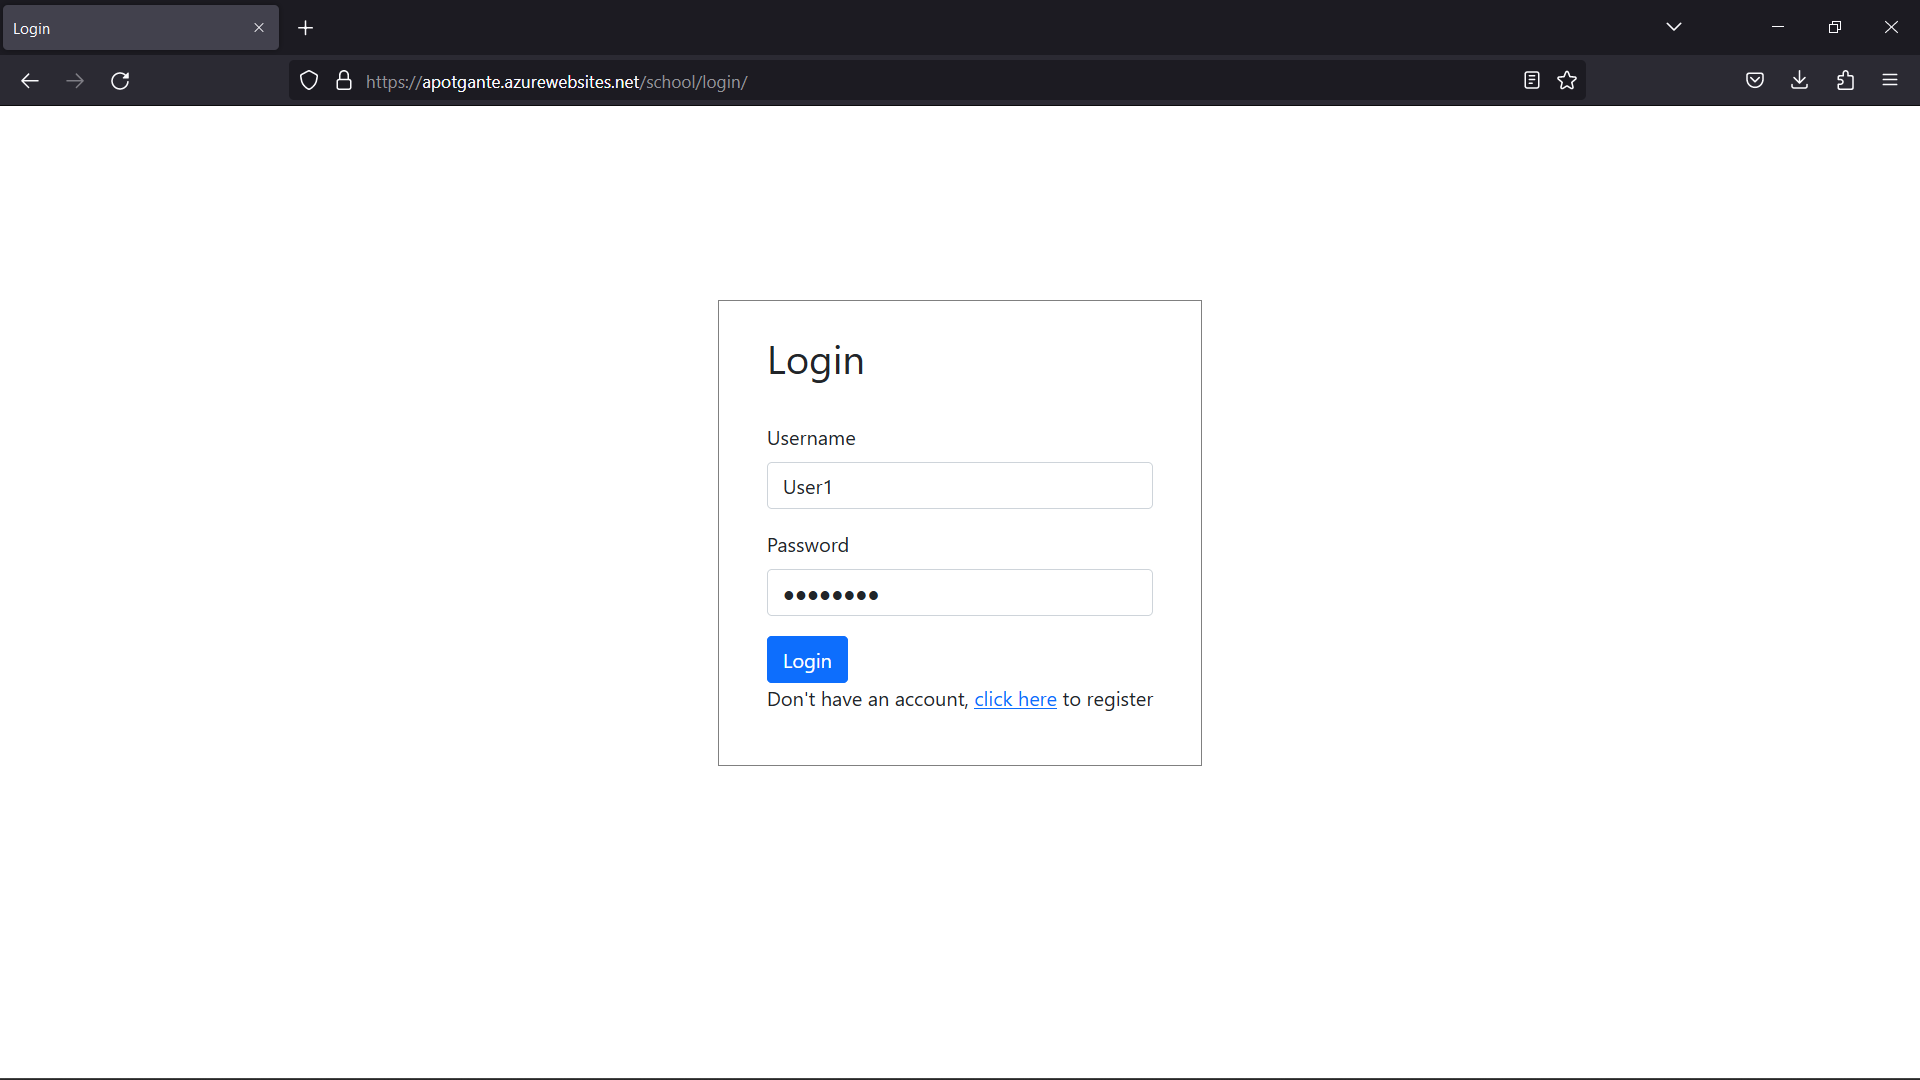 Login
https://apotgante.azurewebsites.net/school/login/
Login
Username
User1
Password
Login
Don't have an account, click here to register